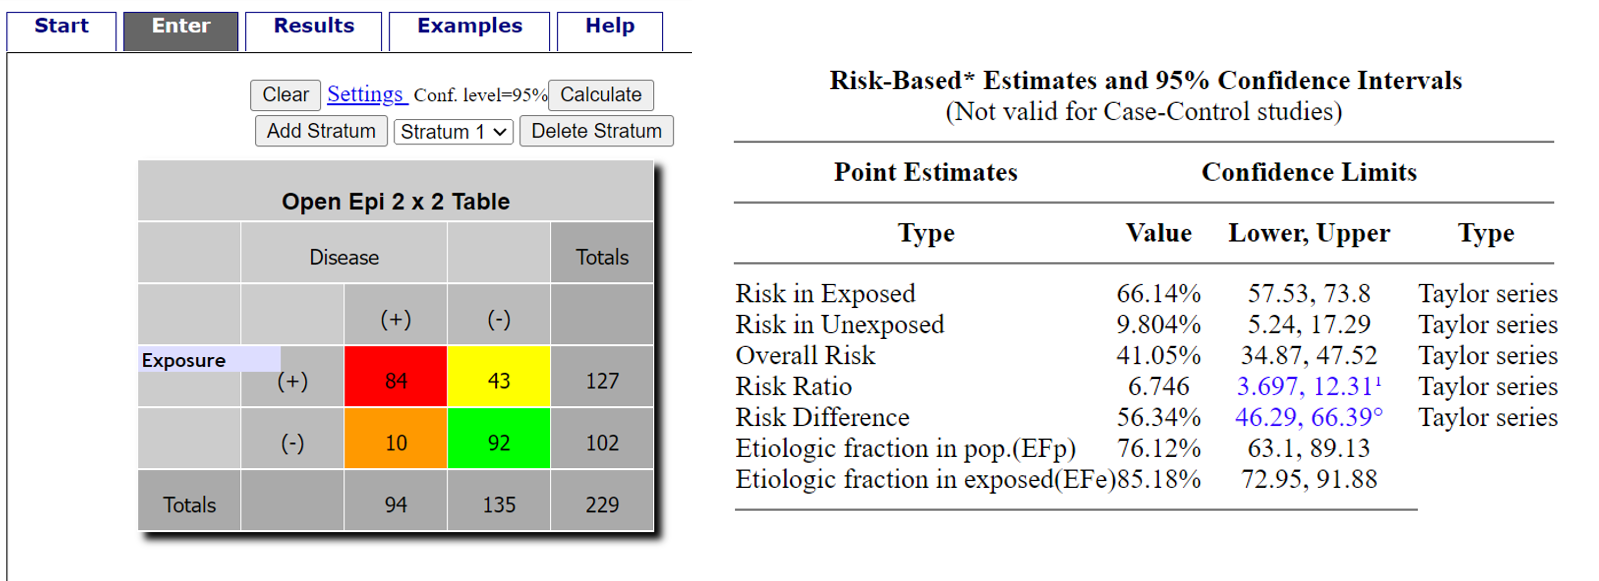 Start Enter Results Examples Help
Clear Settings Conf. level=95% Calculate
Add Stratum Stratum 1 Delete Stratum
Open Epi 2 x 2 Table
Disease Totals
(+) (-)
Exposure
(+) 84 43 127
(-) 10 92 102
Totals 94 135 229
Risk-Based* Estimates and 95% Confidence Intervals
(Not valid for Case-Control studies)
Point Estimates Confidence Limits
Type Value Lower, Upper Type
Risk in Exposed 66.14% 57.53, 73.8 Taylor series
Risk in Unexposed 9.804% 5.24, 17.29 Taylor series
Overall Risk 41.05% 34.87, 47.52 Taylor series
Risk Ratio 6.746 3.697, 12.31¹ Taylor series
Risk Difference 56.34% 46.29, 66.39° Taylor series
Etiologic fraction in pop.(EFp) 76.12% 63.1, 89.13
Etiologic fraction in exposed(EFe)85.18% 72.95, 91.88